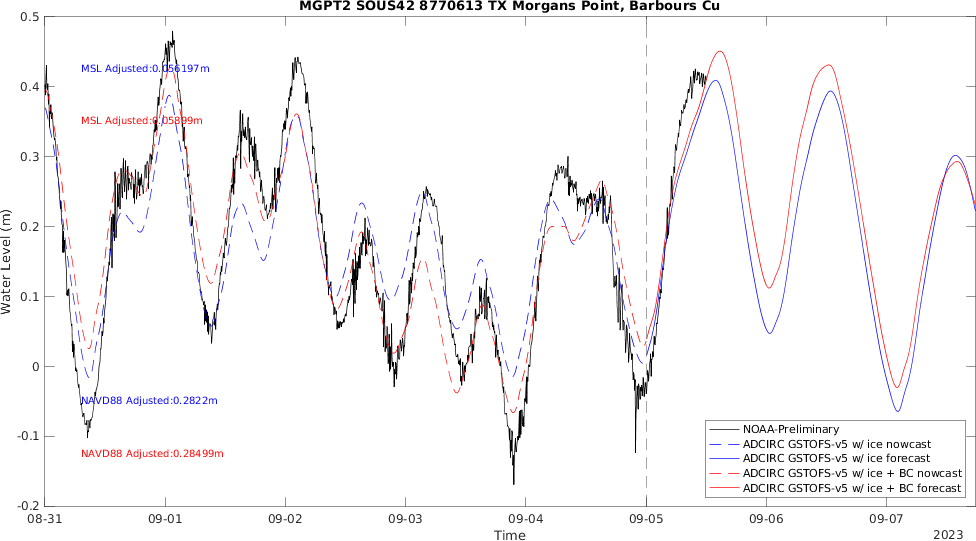 MGPT2 SOUS42 8770613 TX Morgans Point, Barbours Cu
0.5
0.4
0.3
0.2
0.1
0
-0.1
-0.2
Water Level (m)
MSL Adjusted:0.056197m
MSL Adjusted:0.05899m
NAVD88 Adjusted:0.2822m
NAVD88 Adjusted:0.28499m
NOAA-Preliminary
ADCIRC GSTOFS-v5 w/ ice nowcast
ADCIRC GSTOFS-v5 w/ ice forecast
ADCIRC GSTOFS-v5 w/ ice + BC nowcast
ADCIRC GSTOFS-v5 w/ ice + BC forecast
08-31 09-01 09-02 09-03 09-04 09-05 09-06 09-07
Time
2023